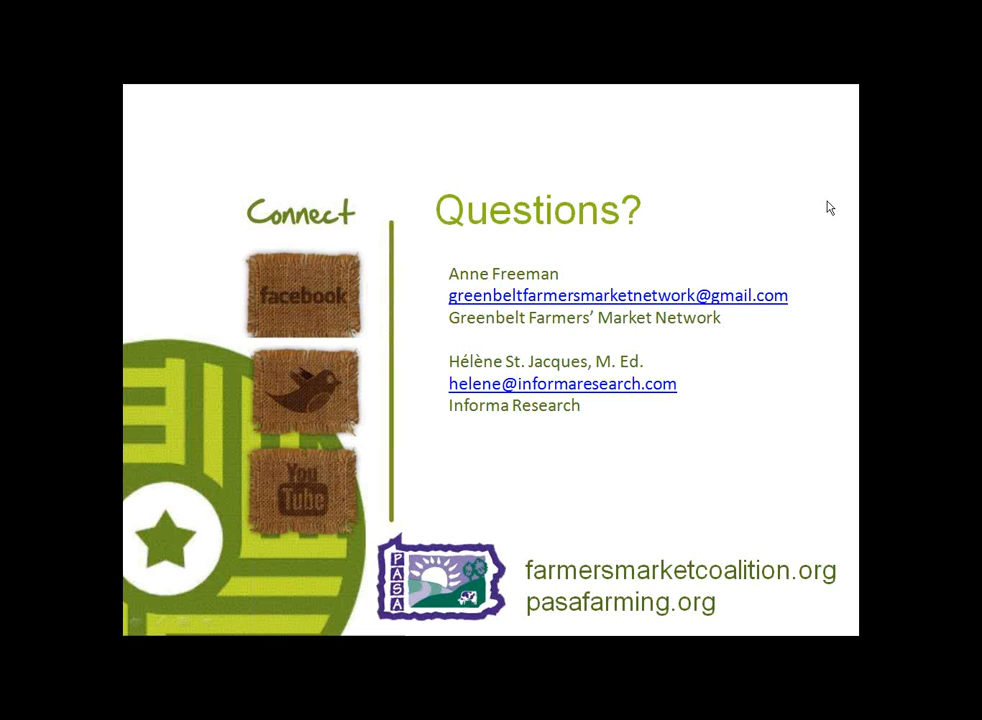 Connect
facebook
You
Tube
Questions?
Anne Freeman
greenbeltfarmersmarketnetwork@gmail.com
Greenbelt Farmers’ Market Network
Hélène St. Jacques, M. Ed.
helene@informaresearch.com
Informa Research
PASA
farmersmarketcoalition.org
pasafarming.org